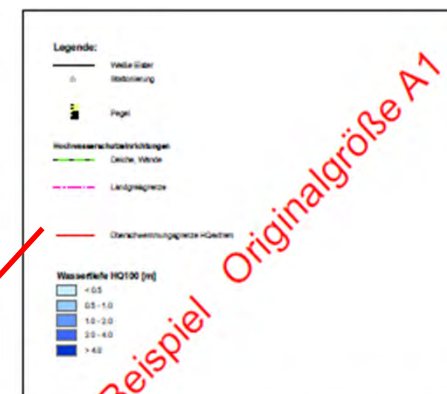 Legende:
Weiße Elster
Stationierung
Pegel
Hochwasserschutzeinrichtungen
Deiche, Wände
Landkreisgrenze
Überschwemmungsgrenze HQextrem
Wassertiefe HQ100 [m]
< 0.5
0.5 - 1.0
1.0 - 2.0
2.0 - 4.0
> 4.0
Beispiel Originalgröße A1